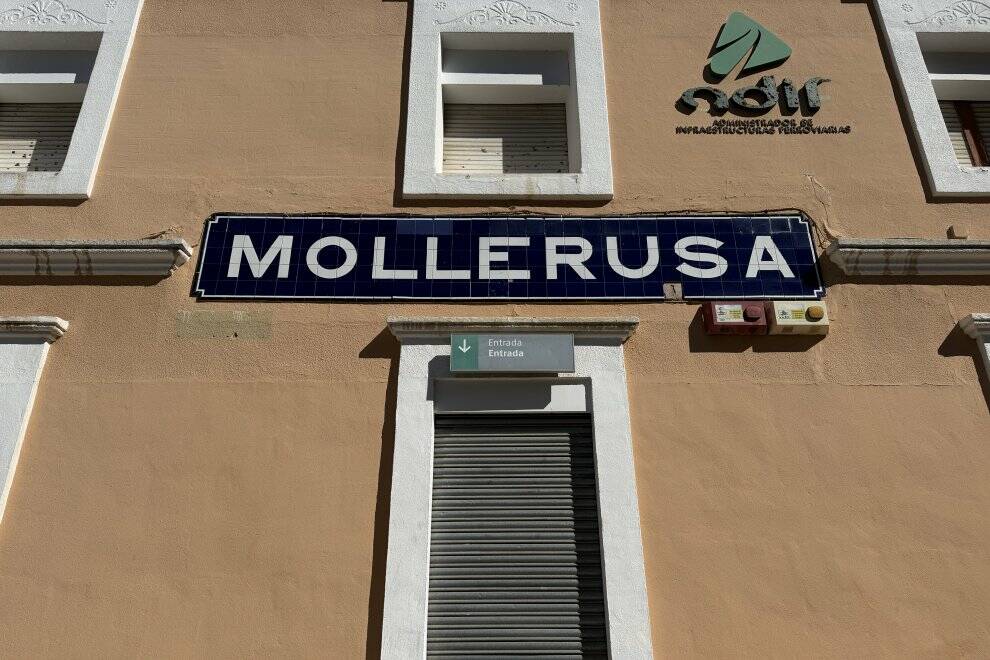 adif
ADMINISTRADOR DE
INFRAESTRUCTURAS FERROVIARIAS
MOLLERUSA
Entrada
Entrada